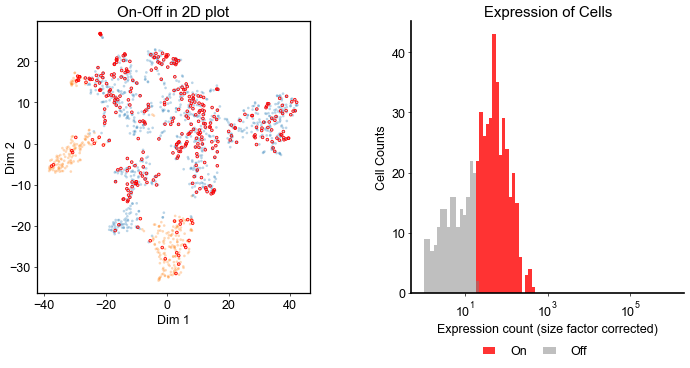 On-Off in 2D plot
Dim 2
20
10
0
−10
−20
−30
−40
−20
0
20
40
Dim 1
Expression of Cells
Cell Counts
40
30
20
10
0
10^1
10^3
10^5
Expression count (size factor corrected)
On
Off